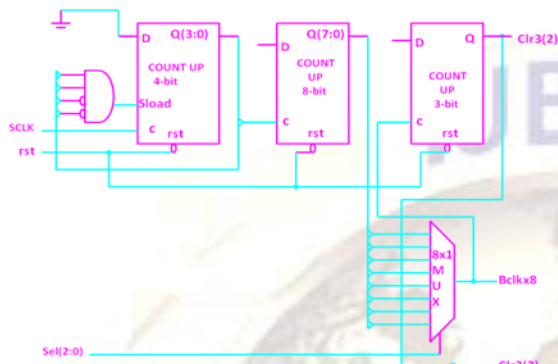 D Q(3:0)
COUNT UP
4-bit
Sload
C
rst
D Q(7:0)
COUNT
UP
8-bit
C
rst
D Q
COUNT
UP
3-bit
C
rst
Clr3(2)
SCLK
rst
.UB
8x1
M
U
X
Bclkx8
Sel(2:0)